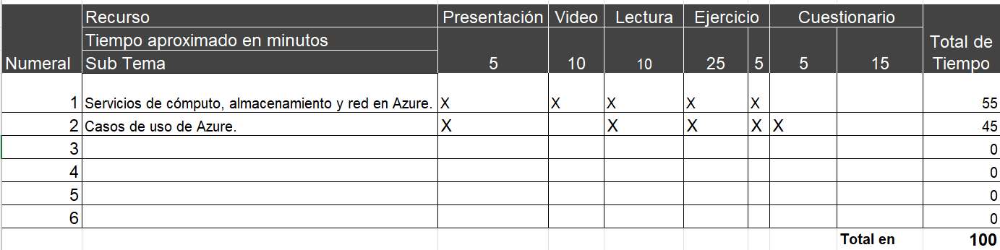 Recurso Presentación Video Lectura Ejercicio Cuestionario
Tiempo aproximado en minutos
Numeral Sub Tema 5 10 10 25 5 5 15 Total de Tiempo
1 Servicios de cómputo, almacenamiento y red en Azure. X X X X X 55
2 Casos de uso de Azure. X X X X X 45
3 0
4 0
5 0
6 0
Total en 100